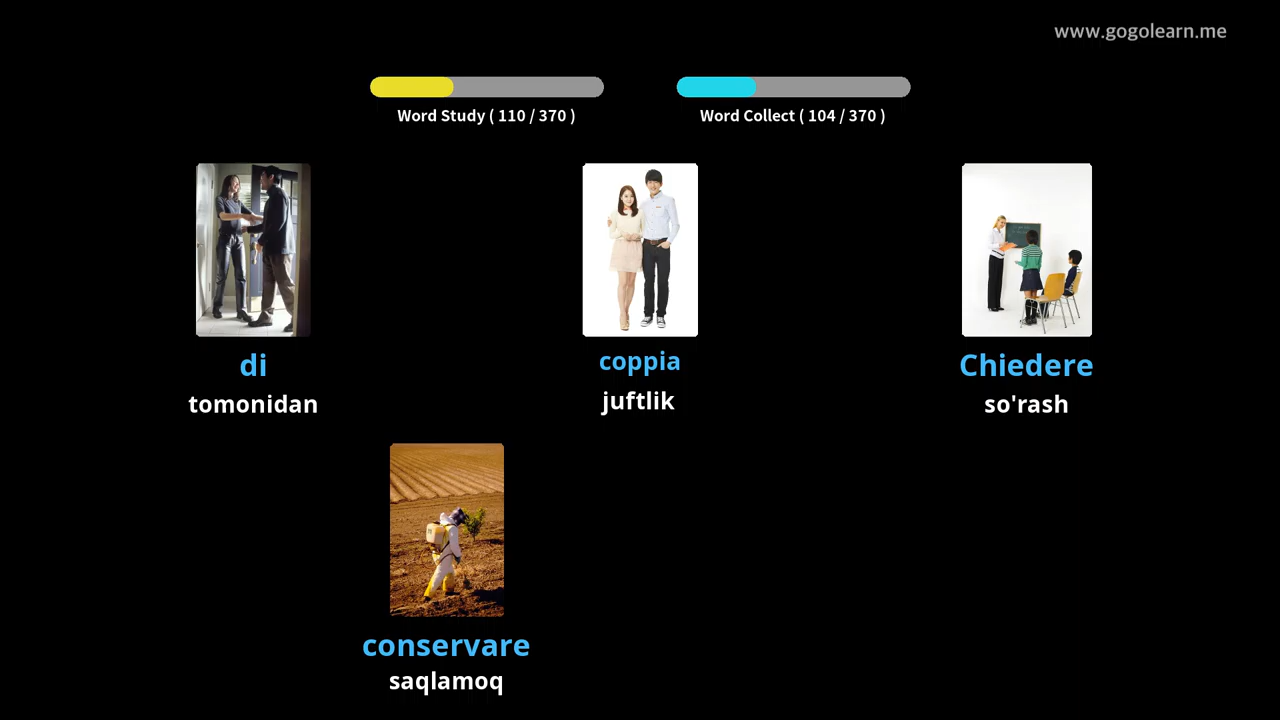 www.gogolearn.me
Word Study ( 110 / 370 )
Word Collect ( 104 / 370 )
di
tomonidan
coppia
juftlik
Chiedere
so'rash
conservare
saqlamoq